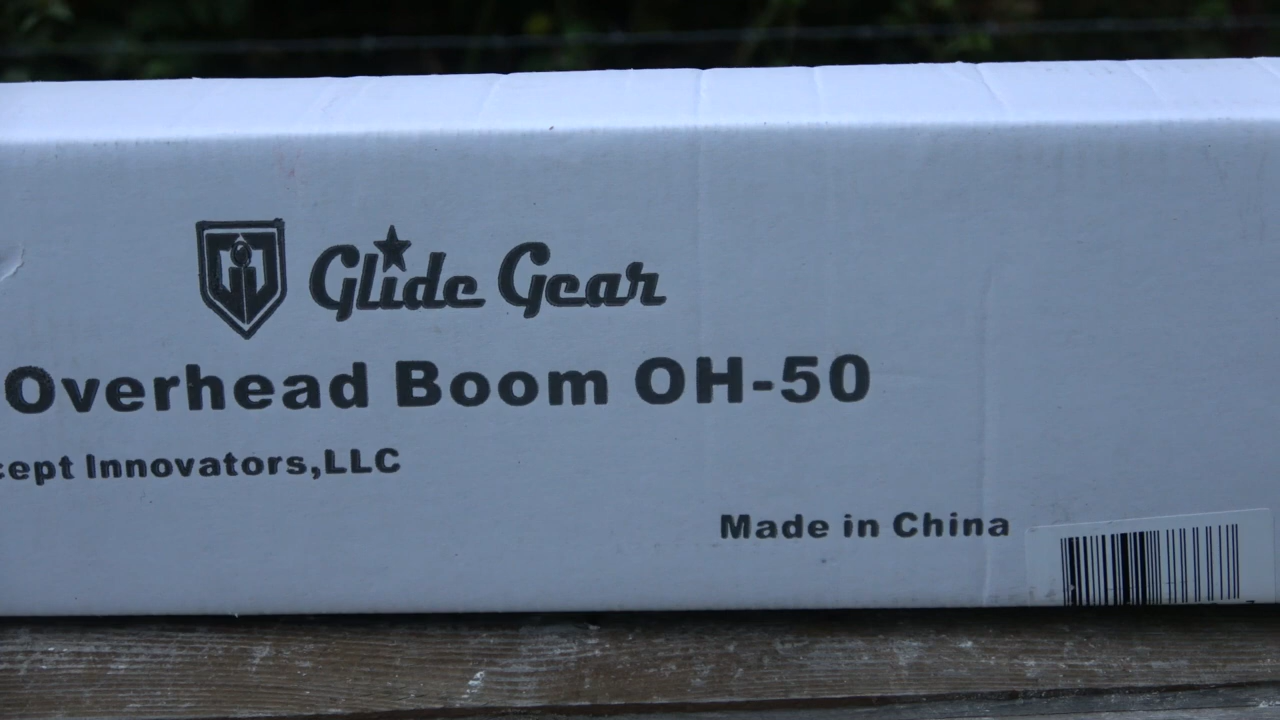 Glide Gear
Overhead Boom OH-50
cept Innovators,LLC
Made in China